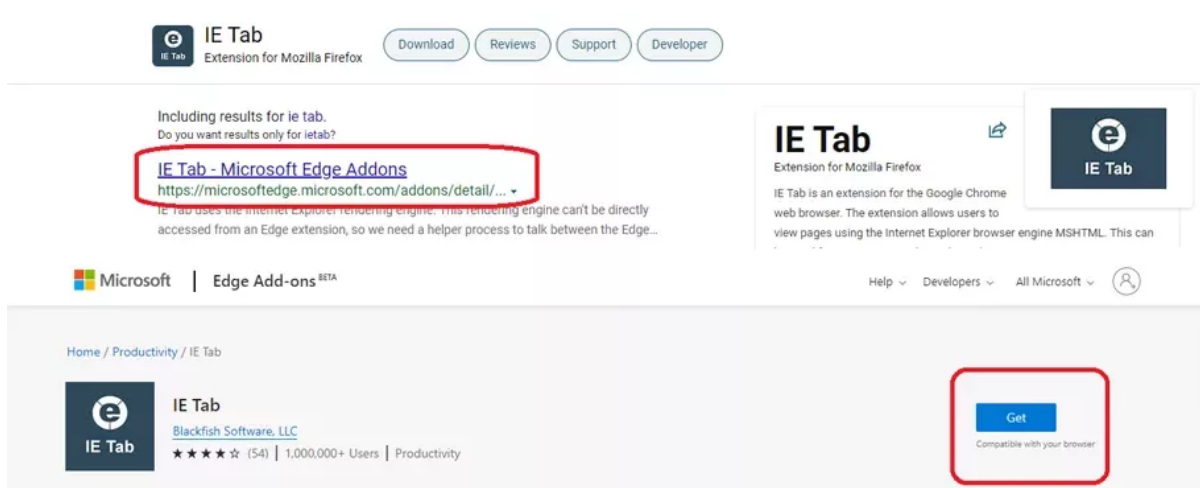 IE Tab
Extension for Mozilla Firefox
IE Tab
Download
Reviews
Support
Developer
Including results for ie tab.
Do you want results only for ietab?
IE Tab - Microsoft Edge Addons
https://microsoftedge.microsoft.com/addons/detail/...
IE Tab uses the Internet Explorer rendering engine. This rendering engine can't be directly
accessed from an Edge extension, so we need a helper process to talk between the Edge...
IE Tab
Extension for Mozilla Firefox
IE Tab is an extension for the Google Chrome
web browser. The extension allows users to
view pages using the Internet Explorer browser engine MSHTML. This can
IE Tab
Microsoft | Edge Add-ons BETA
Help
Developers
All Microsoft
Home / Productivity / IE Tab
IE Tab
IE Tab
Blackfish Software, LLC
★★★★☆ (54) | 1,000,000+ Users | Productivity
Get
Compatible with your browser